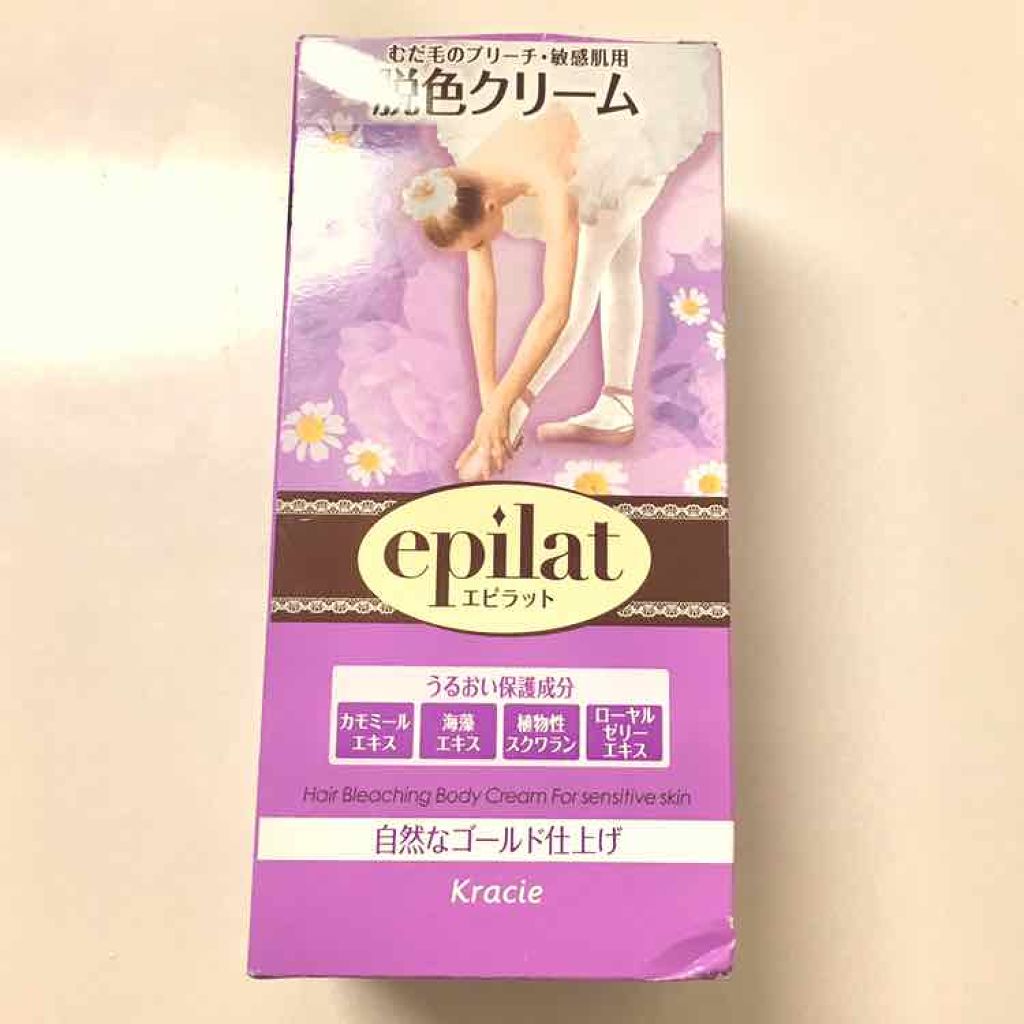 むだ毛のブリーチ・敏感肌用
脱色クリーム
epilat
エピラット
うるおい保護成分
カモミール
エキス
海藻
エキス
植物性
スクワラン
ローヤル
ゼリー
エキス
Hair Bleaching Body Cream For sensitive skin
自然なゴールド仕上げ
Kracie